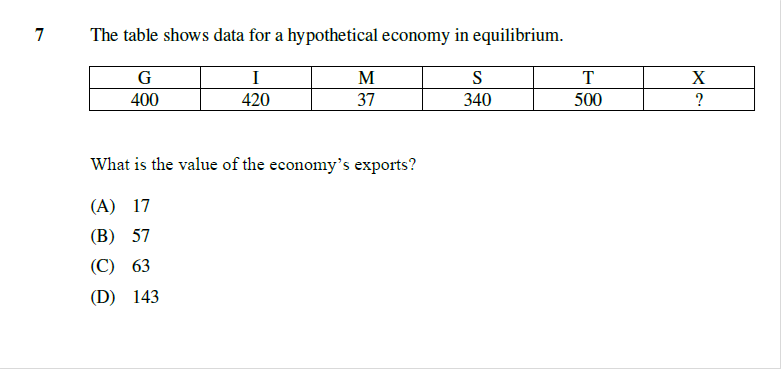 7 The table shows data for a hypothetical economy in equilibrium.
G I M S T X
400 420 37 340 500 ?
What is the value of the economy's exports?
(A) 17
(B) 57
(C) 63
(D) 143